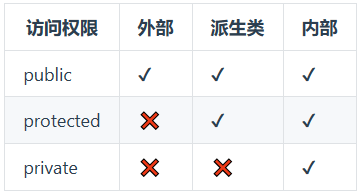 访问权限 外部 派生类 内部
public ✓ ✓ ✓
protected ❌ ✓ ✓
private ❌ ❌ ✓